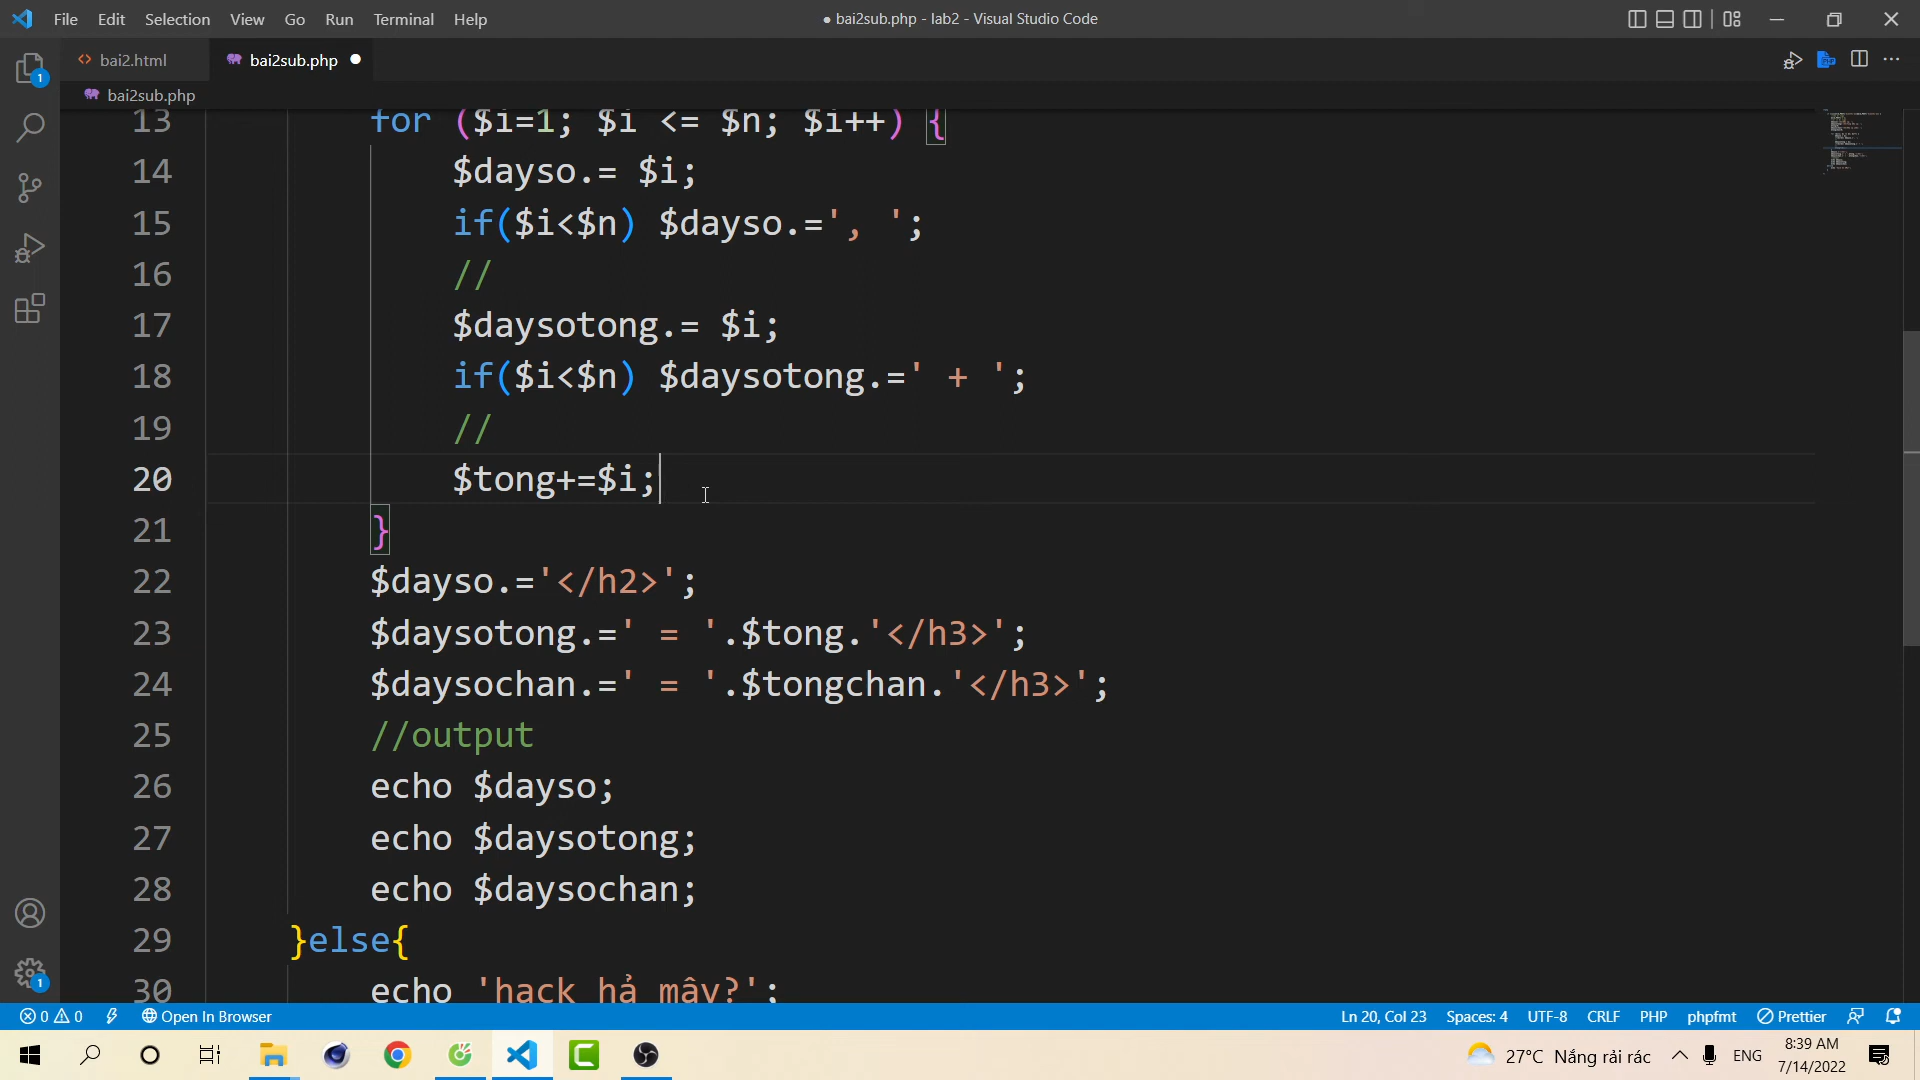 File Edit Selection View Go Run Terminal Help
● bai2sub.php - lab2 - Visual Studio Code
bai2.html
bai2sub.php
bai2sub.php
13 for ($i=1; $i <= $n; $i++) {
14 $dayso.= $i;
15 if($i<$n) $dayso.=', ';
16 //
17 $daysotong.= $i;
18 if($i<$n) $daysotong.=' + ';
19 //
20 $tong+=$i;
21 }
22 $dayso.='</h2>';
23 $daysotong.=' = '.$tong.'</h3>';
24 $daysochan.=' = '.$tongchan.'</h3>';
25 //output
26 echo $dayso;
27 echo $daysotong;
28 echo $daysochan;
29 }else{
30 echo 'hack hả mậy?';
1
1
0 0 Open In Browser
Ln 20, Col 23 Spaces: 4 UTF-8 CRLF PHP phpfmt Prettier
27°C Nắng rải rác
ENG
8:39 AM
7/14/2022